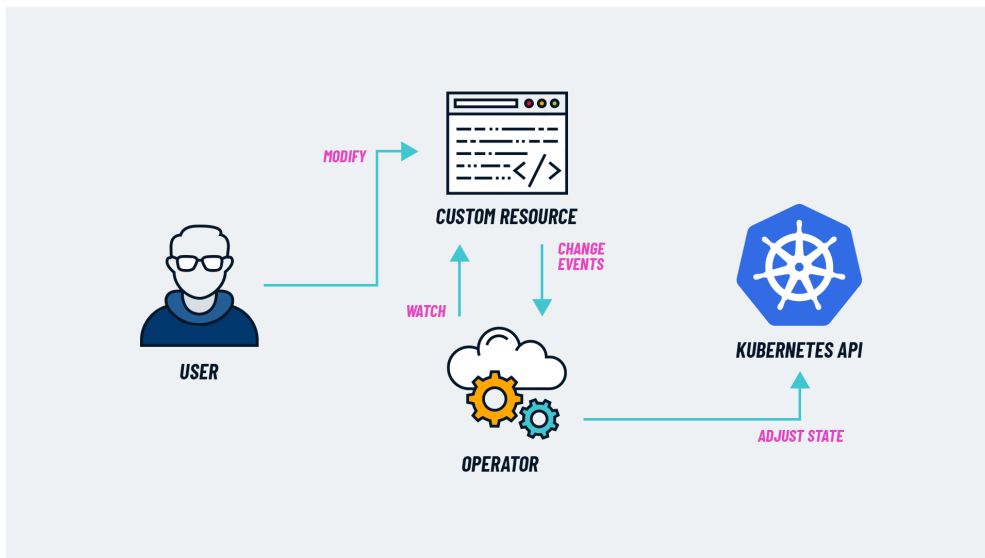 MODIFY
CUSTOM RESOURCE
CHANGE
EVENTS
WATCH
USER
KUBERNETES API
ADJUST STATE
OPERATOR